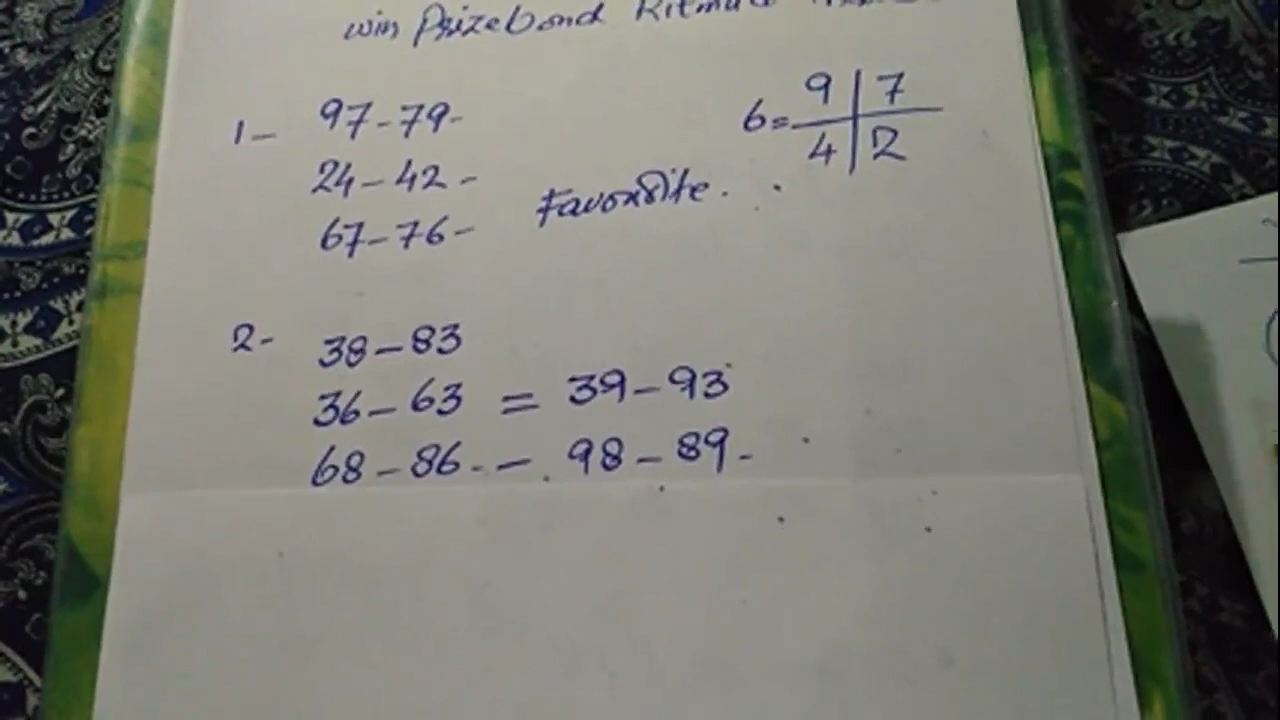 win Prizebond
1- 97-79-
24-42-
67-76-
Favorite.
9 | 7
6=
4 | 2
2- 38-83
36-63 = 39-93
68-86-- 98-89-